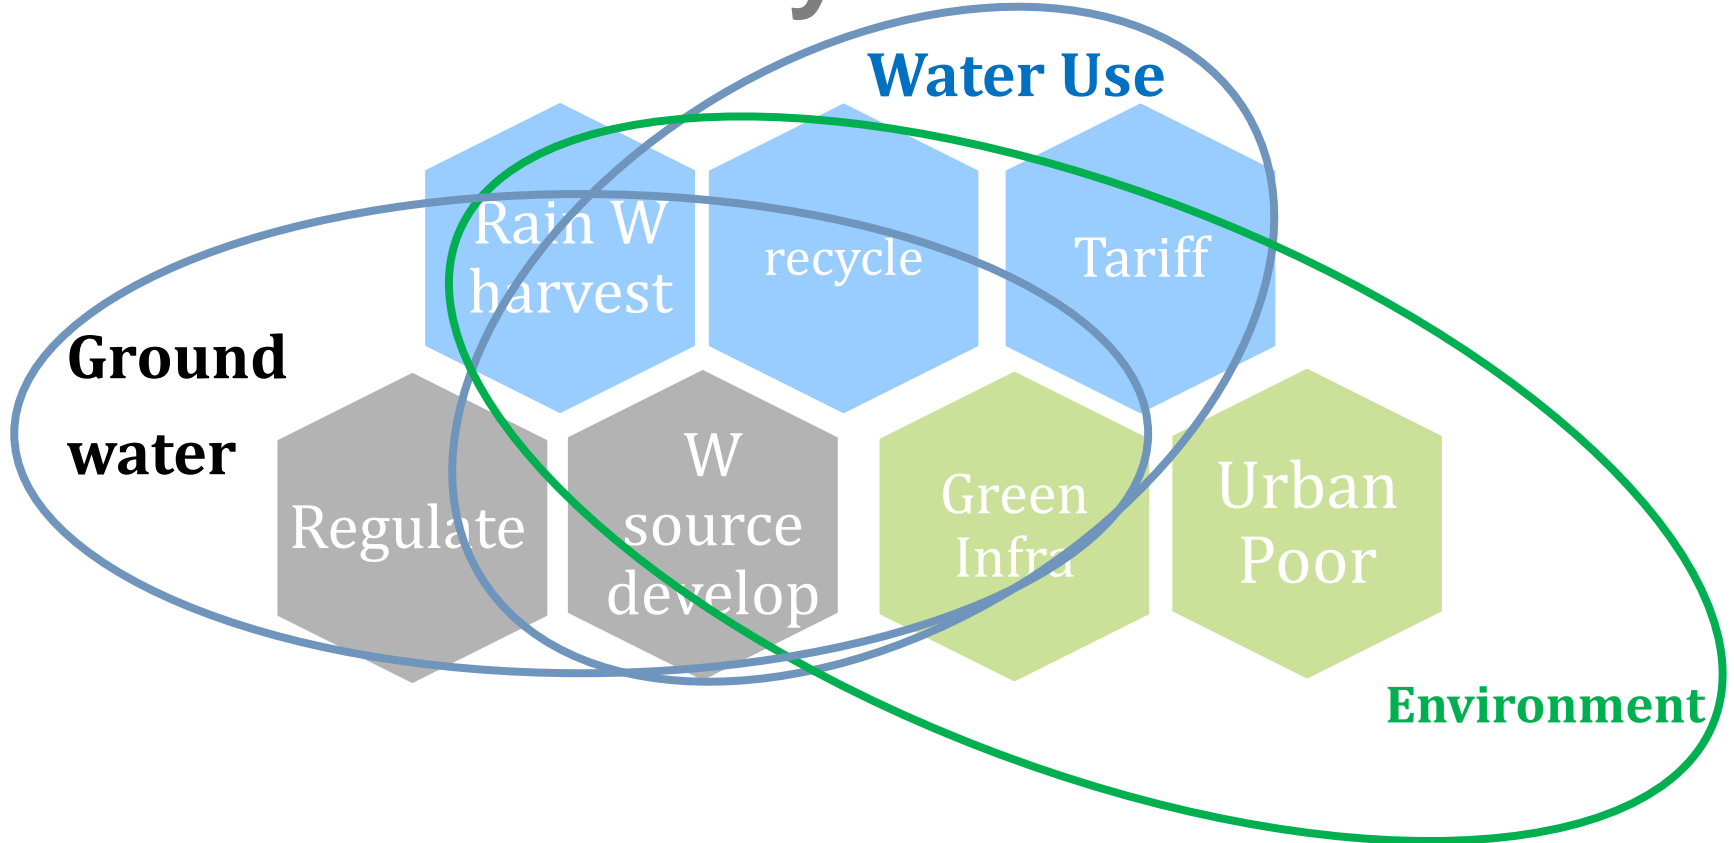 Water Use
Rain W
harvest
recycle
Tariff
Ground
water
Regulate
W
source
develop
Green
Infra
Urban
Poor
Environment